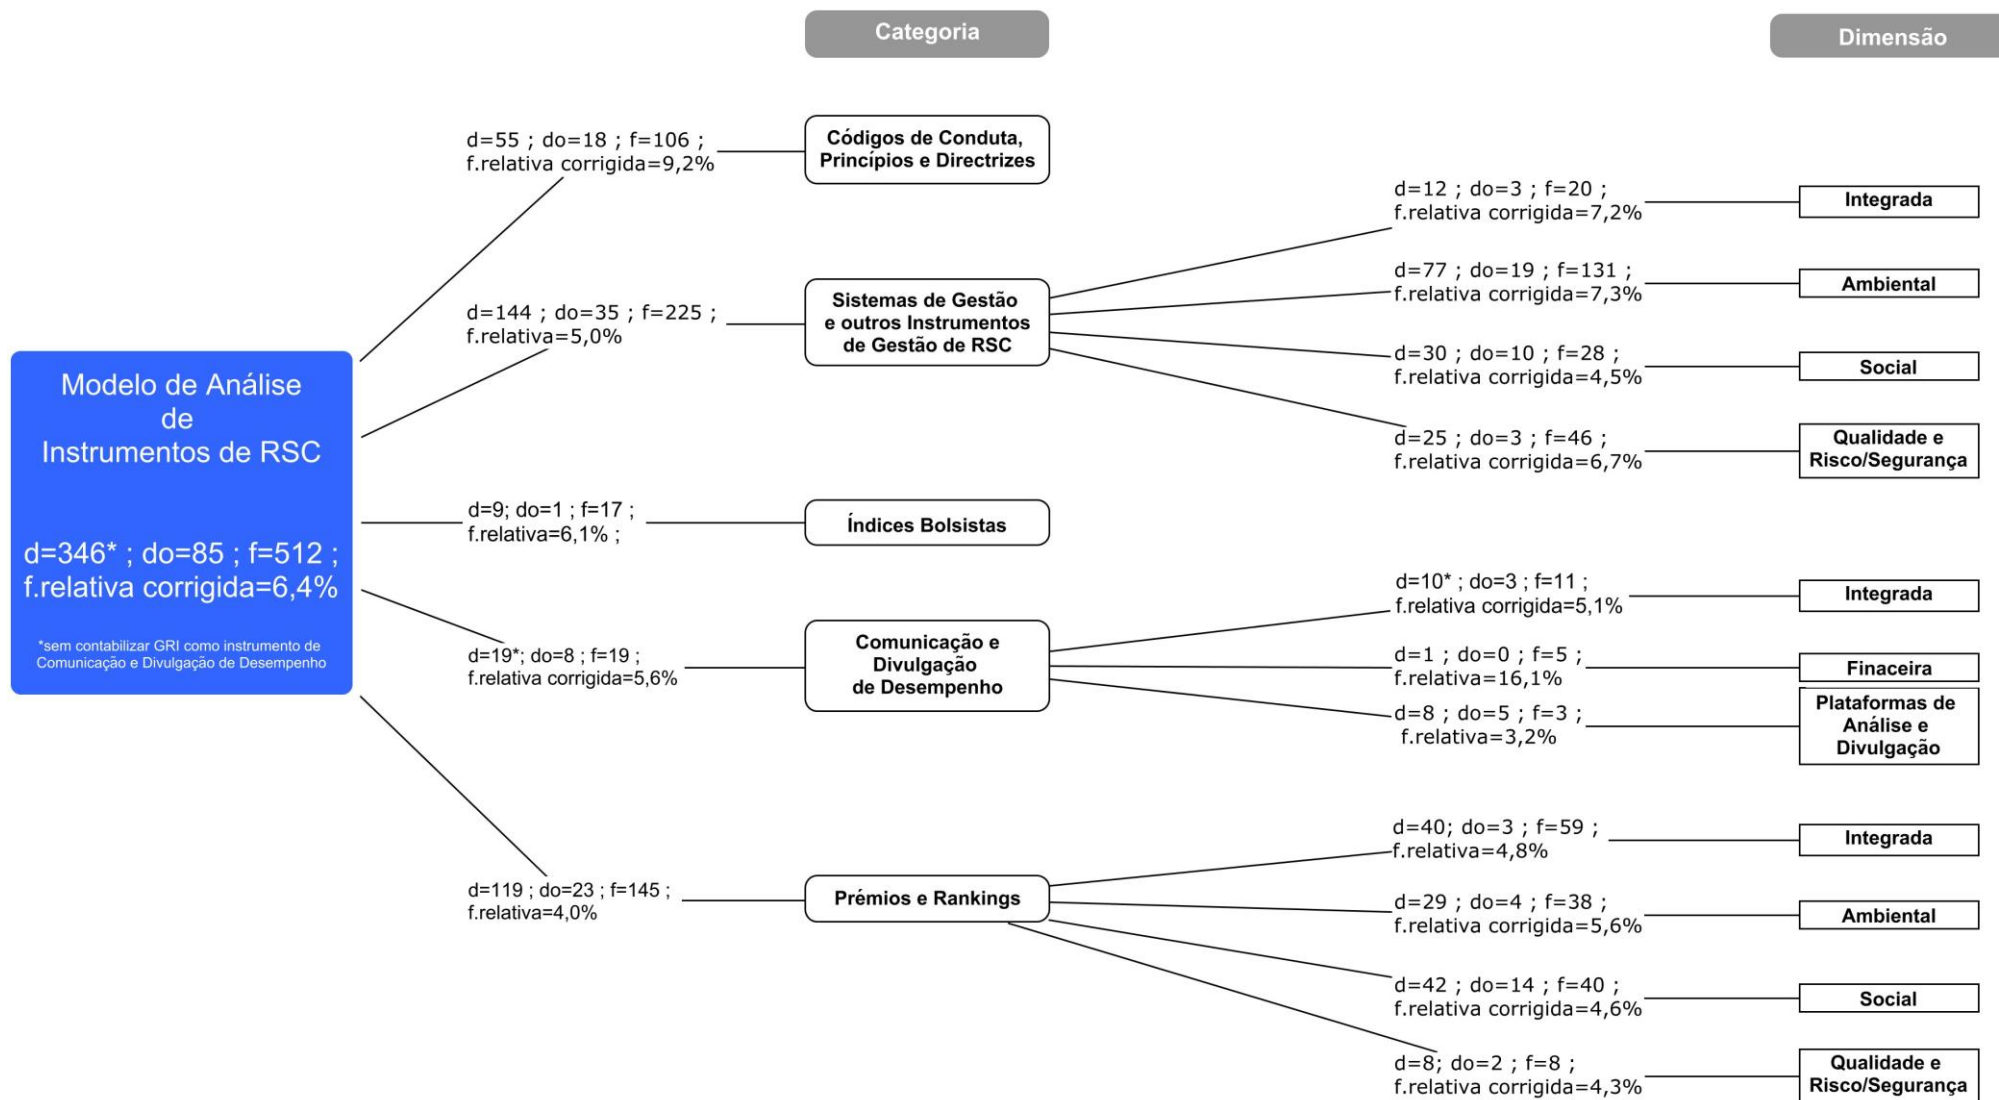 Categoria
Dimensão
Modelo de Análise
de
Instrumentos de RSC
d=346* ; do=85 ; f=512 ;
f.relativa corrigida=6,4%
*sem contabilizar GRI como instrumento de
Comunicação e Divulgação de Desempenho
d=55 ; do=18 ; f=106 ;
f.relativa corrigida=9,2%
Códigos de Conduta,
Princípios e Directrizes
d=144 ; do=35 ; f=225 ;
f.relativa=5,0%
Sistemas de Gestão
e outros Instrumentos
de Gestão de RSC
d=12 ; do=3 ; f=20 ;
f.relativa corrigida=7,2%
Integrada
d=77 ; do=19 ; f=131 ;
f.relativa corrigida=7,3%
Ambiental
d=30 ; do=10 ; f=28 ;
f.relativa corrigida=4,5%
Social
d=25 ; do=3 ; f=46 ;
f.relativa corrigida=6,7%
Qualidade e
Risco/Segurança
d=9; do=1 ; f=17 ;
f.relativa=6,1% ;
Índices Bolsistas
d=19*; do=8 ; f=19 ;
f.relativa corrigida=5,6%
Comunicação e
Divulgação
de Desempenho
d=10* ; do=3 ; f=11 ;
f.relativa corrigida=5,1%
Integrada
d=1 ; do=0 ; f=5 ;
f.relativa=16,1%
Finaceira
d=8 ; do=5 ; f=3 ;
f.relativa=3,2%
Plataformas de
Análise e
Divulgação
d=119 ; do=23 ; f=145 ;
f.relativa=4,0%
Prémios e Rankings
d=40; do=3 ; f=59 ;
f.relativa=4,8%
Integrada
d=29 ; do=4 ; f=38 ;
f.relativa corrigida=5,6%
Ambiental
d=42 ; do=14 ; f=40 ;
f.relativa corrigida=4,6%
Social
d=8; do=2 ; f=8 ;
f.relativa corrigida=4,3%
Qualidade e
Risco/Segurança